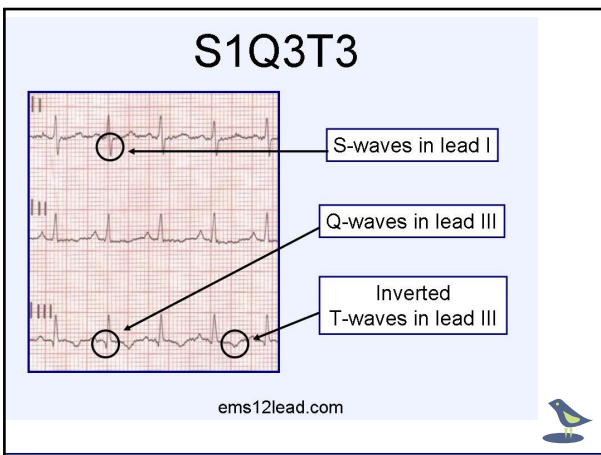 S1Q3T3
I
S-waves in lead I
II
Q-waves in lead III
III
Inverted
T-waves in lead III
ems12lead.com